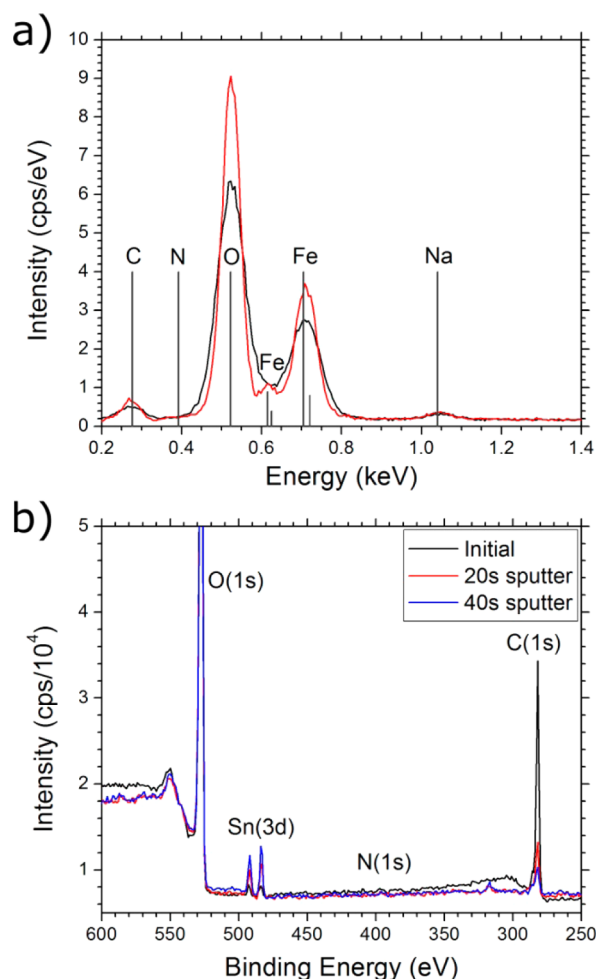 a)
10
9
8
7
6
5
4
3
2
1
0
Intensity (cps/eV)
C
N
O
Fe
Fe
Na
0.2 0.4 0.6 0.8 1.0 1.2 1.4
Energy (keV)
b)
5
4
3
2
1
Intensity (cps/10^4)
Initial
20s sputter
40s sputter
O(1s)
C(1s)
Sn(3d)
N(1s)
600 550 500 450 400 350 300 250
Binding Energy (eV)